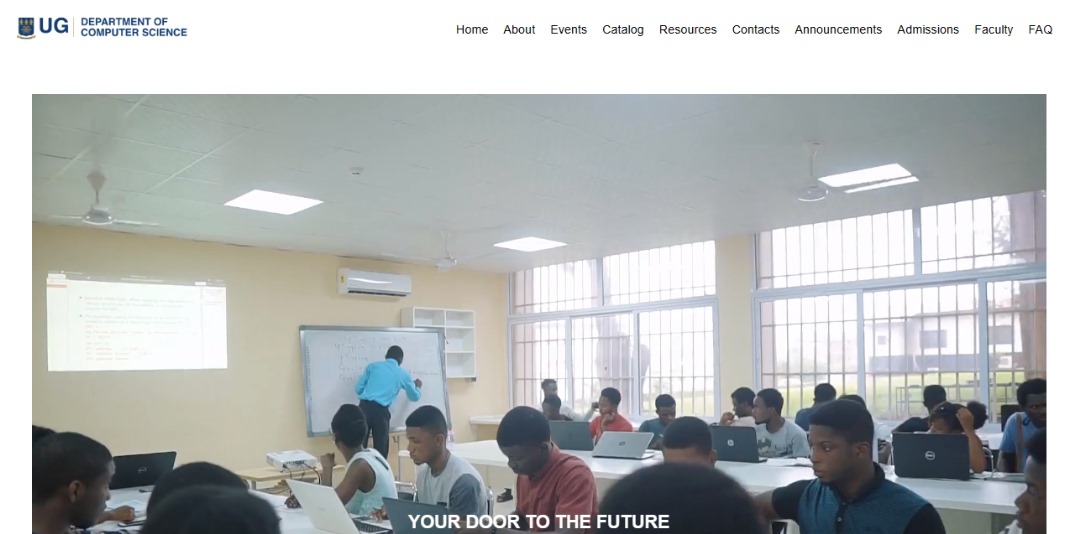 UG
DEPARTMENT OF
COMPUTER SCIENCE
Home About Events Catalog Resources Contacts Announcements Admissions Faculty FAQ
YOUR DOOR TO THE FUTURE